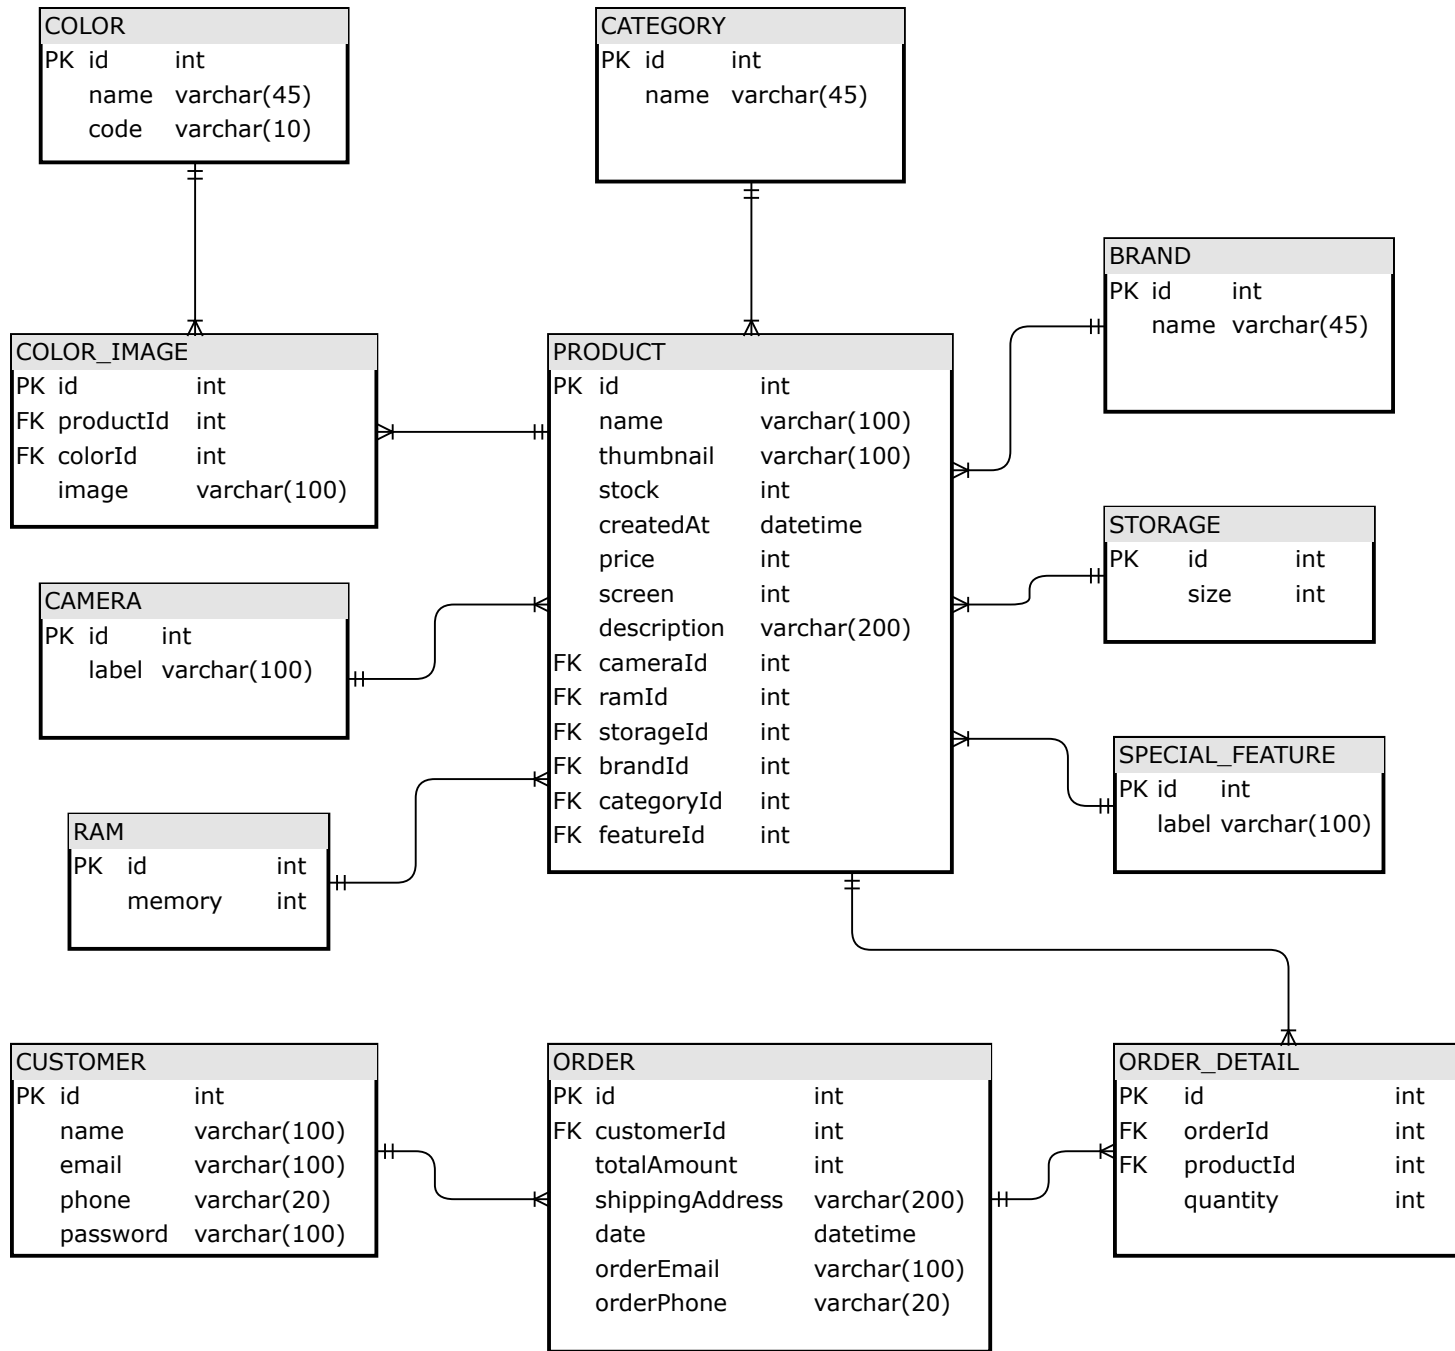 COLOR
PK id int
name varchar(45)
code varchar(10)
CATEGORY
PK id int
name varchar(45)
BRAND
PK id int
name varchar(45)
COLOR_IMAGE
PK id int
FK productId int
FK colorId int
image varchar(100)
PRODUCT
PK id int
name varchar(100)
thumbnail varchar(100)
stock int
createdAt datetime
price int
screen int
description varchar(200)
FK cameraId int
FK ramId int
FK storageId int
FK brandId int
FK categoryId int
FK featureId int
STORAGE
PK id int
size int
CAMERA
PK id int
label varchar(100)
SPECIAL_FEATURE
PK id int
label varchar(100)
RAM
PK id int
memory int
CUSTOMER
PK id int
name varchar(100)
email varchar(100)
phone varchar(20)
password varchar(100)
ORDER
PK id int
FK customerId int
totalAmount int
shippingAddress varchar(200)
date datetime
orderEmail varchar(100)
orderPhone varchar(20)
ORDER_DETAIL
PK id int
FK orderId int
FK productId int
quantity int